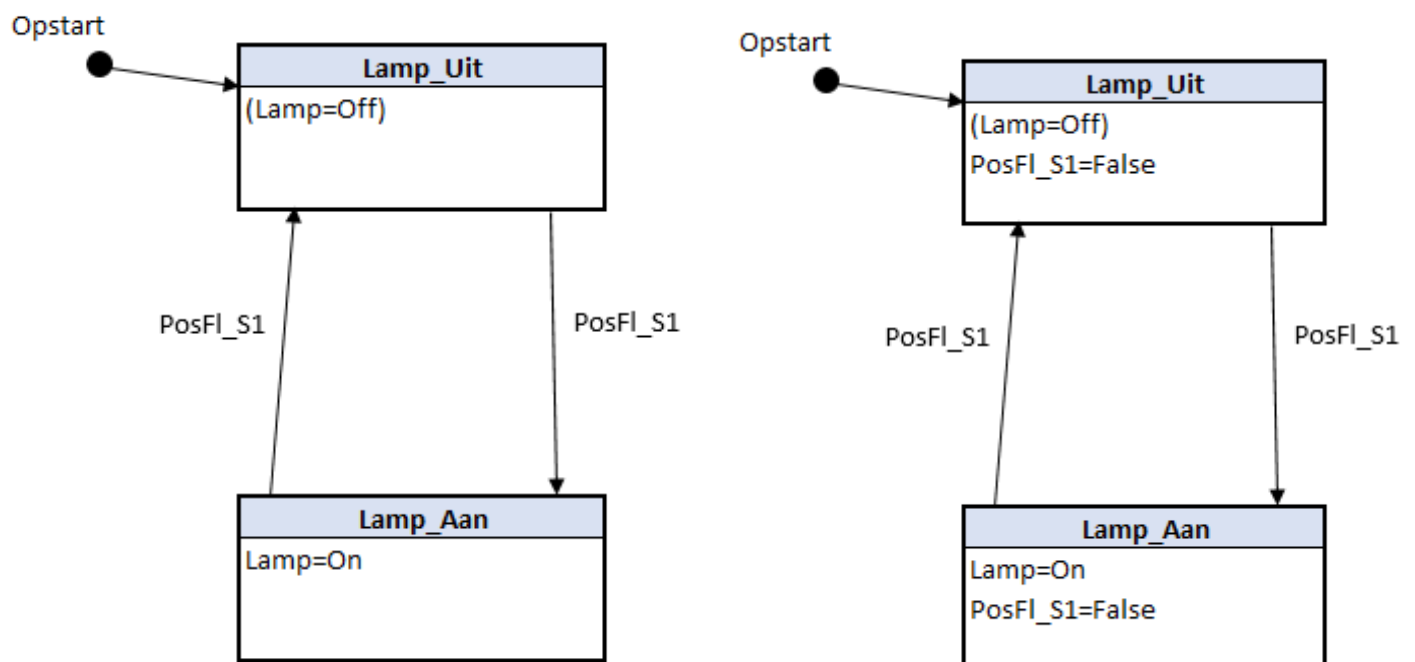 Opstart
Lamp_Uit
(Lamp=Off)
PosFl_S1
PosFl_S1
Lamp_Aan
Lamp=On
Opstart
Lamp_Uit
(Lamp=Off)
PosFl_S1=False
PosFl_S1
PosFl_S1
Lamp_Aan
Lamp=On
PosFl_S1=False